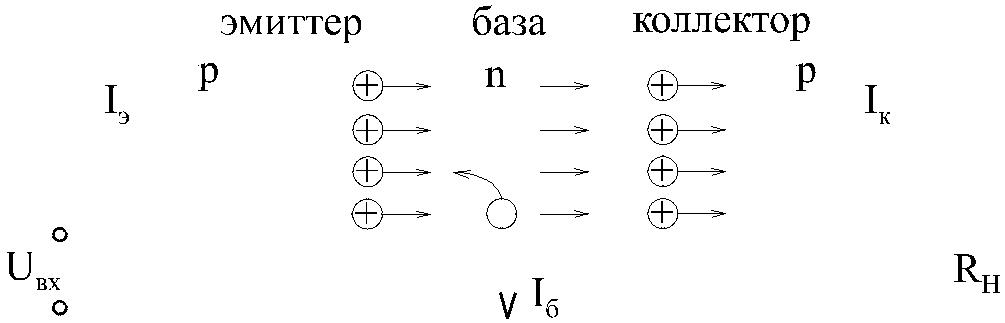 эмиттер база коллектор
p n p
Iэ Iк
Uвх RН
Iб